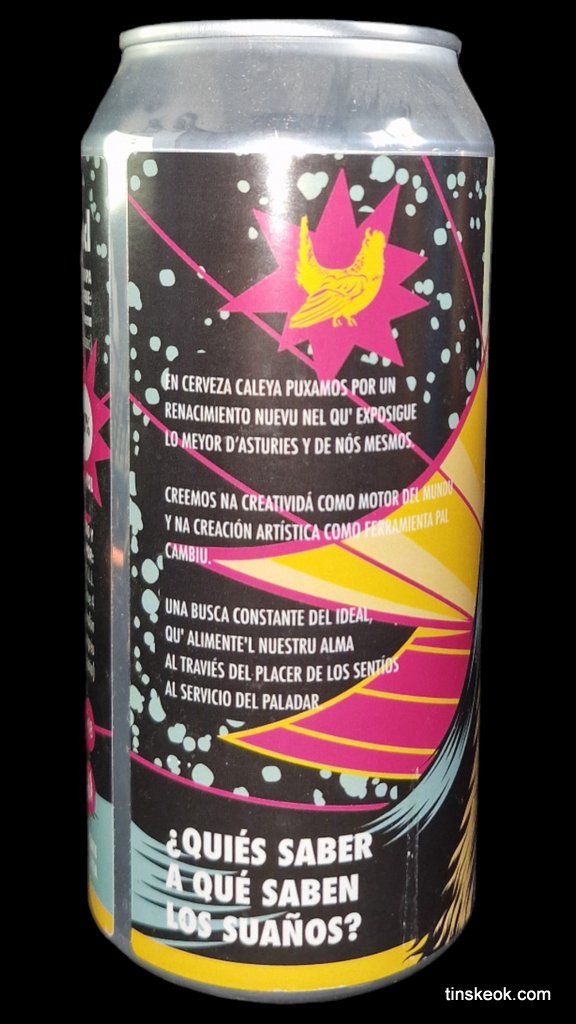 EN CERVEZA CALEYA PUXAMOS POR UN
RENACIMIENTO NUEVU NEL QU' EXPOSIGUE
LO MEYOR D'ASTURIES Y DE NÓS MESMOS.
CREEMOS NA CREATIVIDÁ COMO MOTOR DEL MUNDU
Y NA CREACIÓN ARTÍSTICA COMO FERRAMIENTA PAL
CAMBIU.
UNA BUSCA CONSTANTE DEL IDEAL,
QU' ALIMENTE'L NUESTRU ALMA
AL TRAVIÉS DEL PLACER DE LOS SENTÍOS
AL SERVICIO DEL PALADAR.
¿QUIÉS SABER
A QUÉ SABEN
LOS SUAÑOS?
tinskeok.com